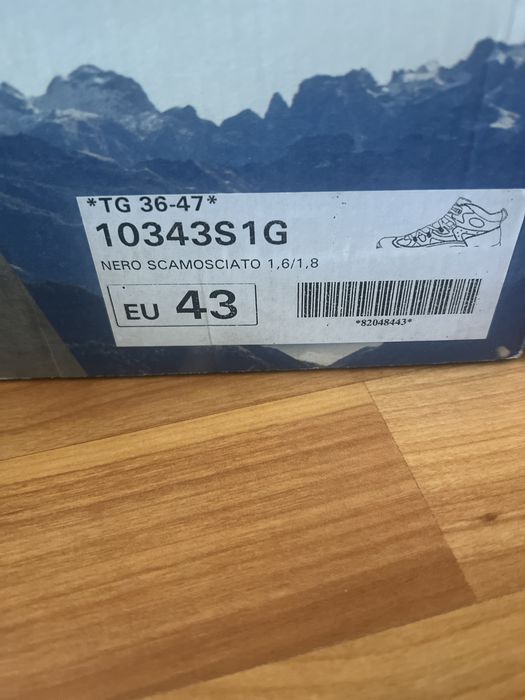 *TG 36-47*
10343S1G
NERO SCAMOSCIATO 1,6/1,8
EU 43
*82048443*